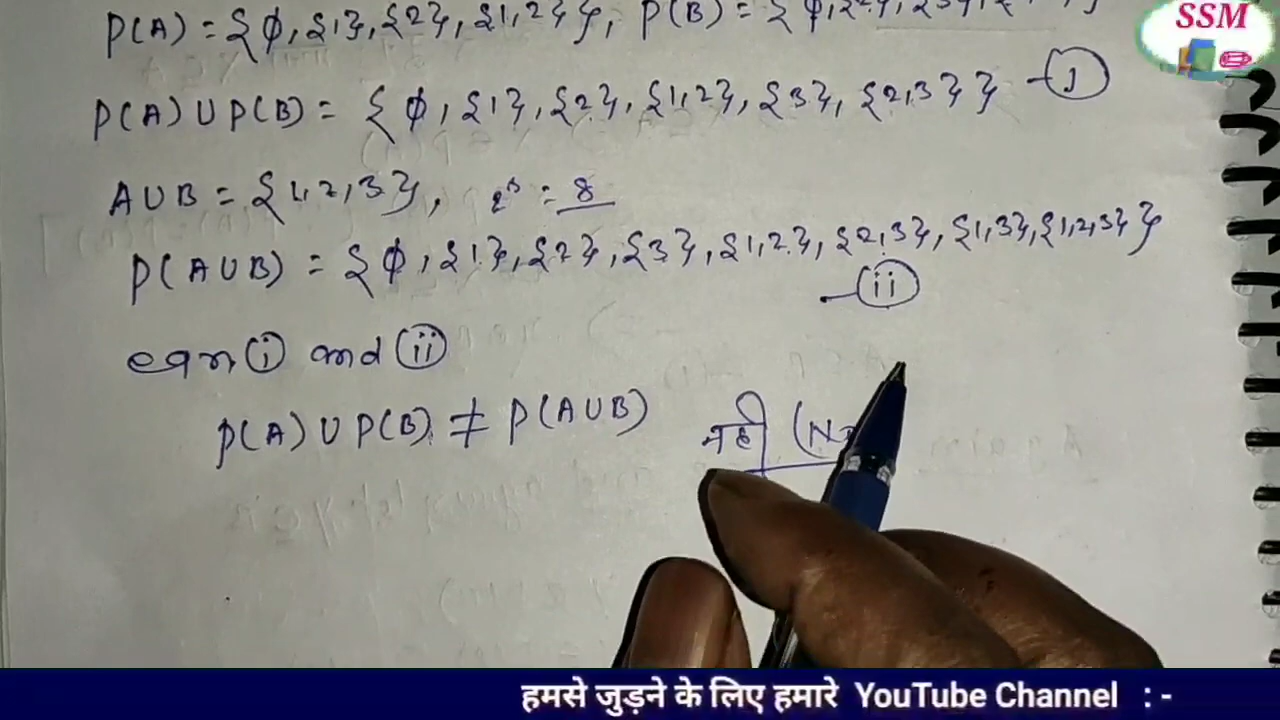 P(A) = {ϕ, {1}, {2}, {1,2}}, P(B) = {ϕ, {2}, {3}, {
SSM
P(A) ∪ P(B) = {ϕ, {1}, {2}, {1,2}, {3}, {2,3}} - ⓘ
A∪B = {1,2,3}, 2³ = 8
P(A∪B) = {ϕ, {1}, {2}, {3}, {1,2}, {2,3}, {1,3}, {1,2,3}}
- ⓘⓘ
eqn ⓘ and ⓘⓘ
P(A) ∪ P(B) ≠ P(A∪B) नही (N
हमसे जुड़ने के लिए हमारे YouTube Channel : -